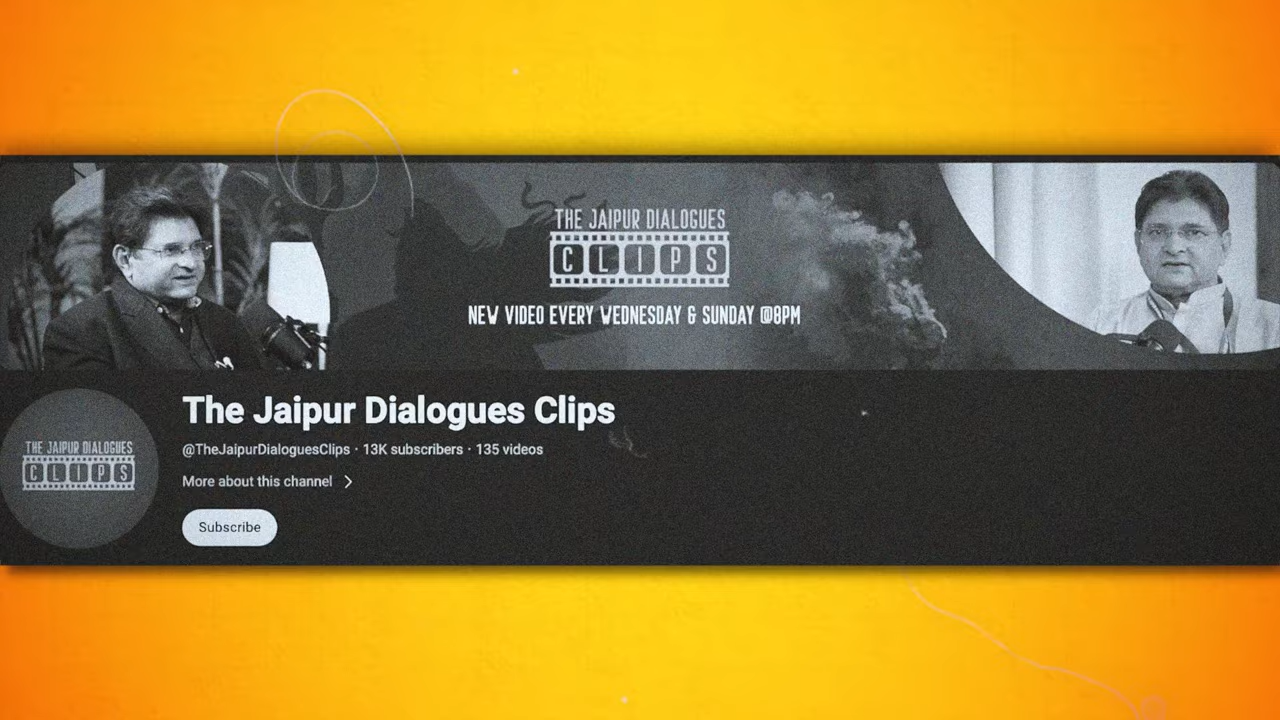 THE JAIPUR DIALOGUES
CLIPS
NEW VIDEO EVERY WEDNESDAY & SUNDAY @8PM
The Jaipur Dialogues Clips
@TheJaipurDialoguesClips · 13K subscribers · 135 videos
More about this channel
Subscribe
THE JAIPUR DIALOGUES
CLIPS